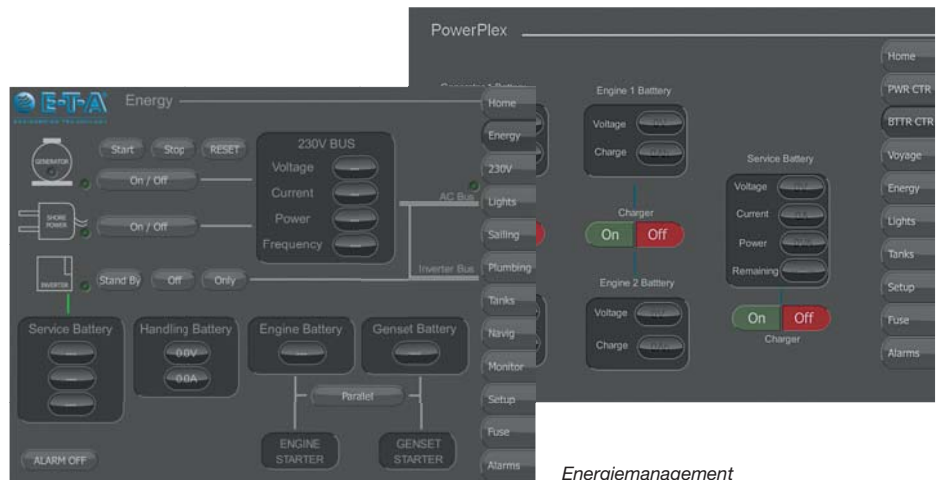 PowerPlex
Home
PWR CTR
BTTR CTR
Voyage
Energy
Lights
Tanks
Setup
Fuse
Alarms
Engine 1 Batttery
Voltage
Charge
Charger
On Off
Engine 2 Batttery
Voltage
Charge
Service Battery
Voltage
Current
Power
Remaining
On Off
Charger
E-T-A Energy
Home
Energy
230V
Lights
Sailing
Plumbing
Tanks
Navig
Monitor
Setup
Fuse
Alarms
GENERATOR
Start Stop RESET
On / Off
SHORE
POWER
On / Off
INVERTER
Stand By Off Only
230V BUS
Voltage ---
Current ---
Power ---
Frequency ---
AC Bus
Inverter Bus
Service Battery
---
---
---
Handling Battery
0.0V
0.0A
Engine Battery
---
Genset Battery
---
Parallel
ENGINE
STARTER
GENSET
STARTER
ALARM OFF
Energiemanagement